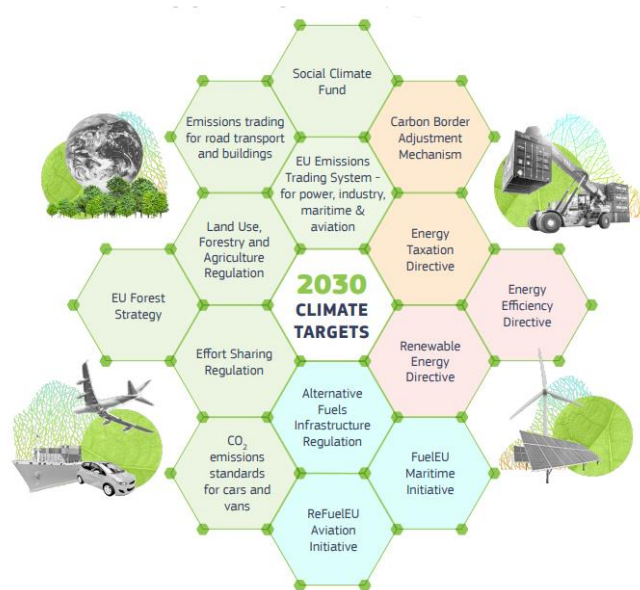 Social Climate
Fund
Emissions trading
for road transport
and buildings
Carbon Border
Adjustment
Mechanism
EU Emissions
Trading System -
for power, industry,
maritime &
aviation
Land Use,
Forestry and
Agriculture
Regulation
Energy
Taxation
Directive
EU Forest
Strategy
2030
CLIMATE
TARGETS
Energy
Efficiency
Directive
Effort Sharing
Regulation
Renewable
Energy
Directive
Alternative
Fuels
Infrastructure
Regulation
CO₂
emissions
standards
for cars and
vans
FuelEU
Maritime
Initiative
ReFuelEU
Aviation
Initiative